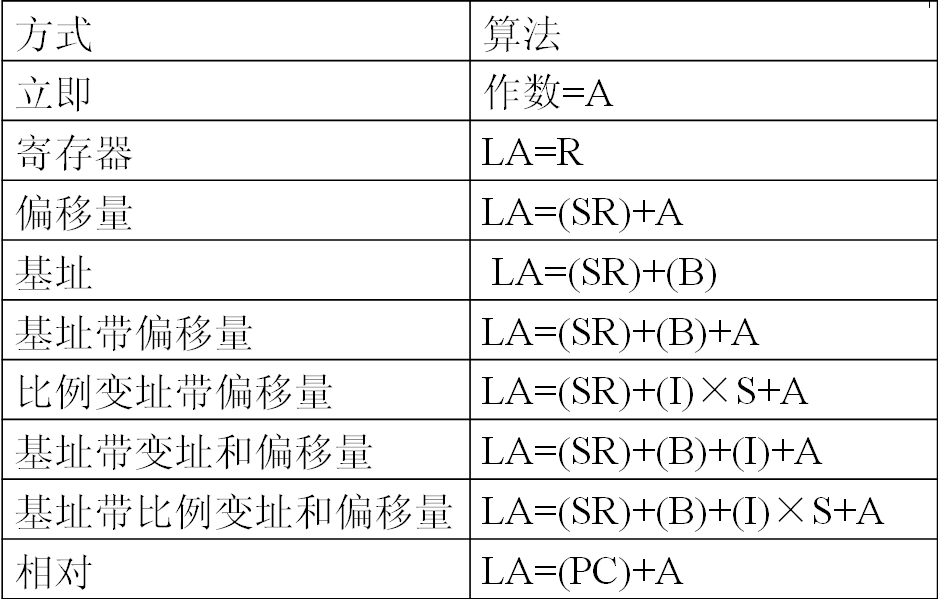 方式 算法
立即 作数=A
寄存器 LA=R
偏移量 LA=(SR)+A
基址 LA=(SR)+(B)
基址带偏移量 LA=(SR)+(B)+A
比例变址带偏移量 LA=(SR)+(I)×S+A
基址带变址和偏移量 LA=(SR)+(B)+(I)+A
基址带比例变址和偏移量 LA=(SR)+(B)+(I)×S+A
相对 LA=(PC)+A